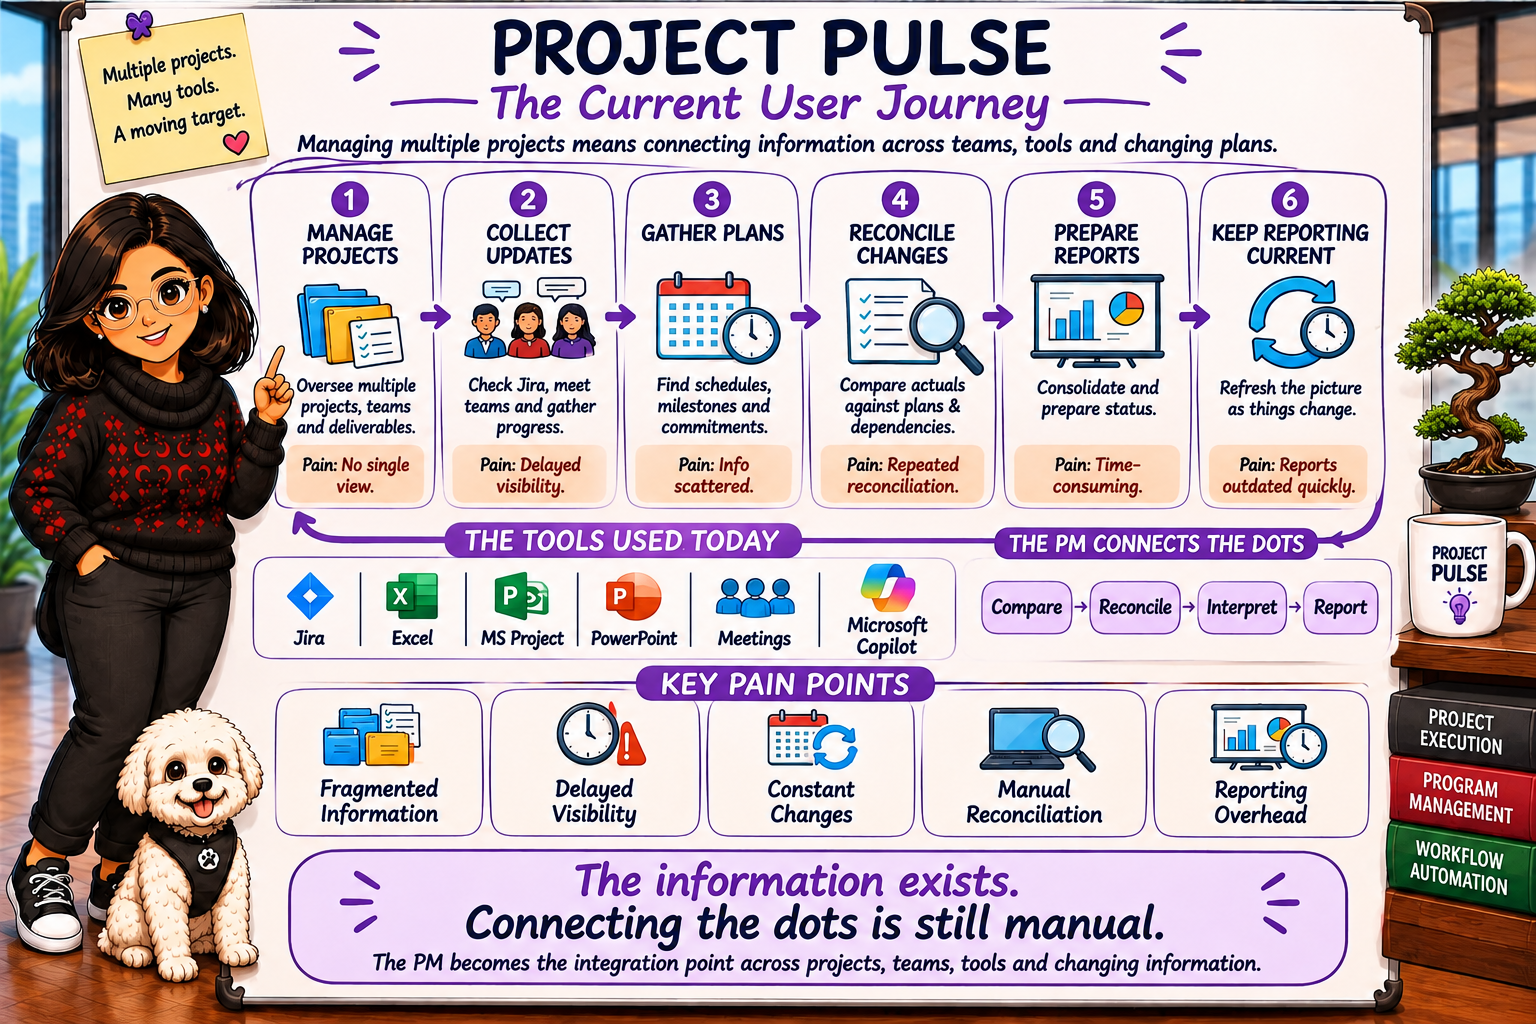 Multiple projects.
Many tools.
A moving target.
PROJECT PULSE
The Current User Journey
Managing multiple projects means connecting information across teams, tools and changing plans.
1
MANAGE
PROJECTS
Oversee multiple
projects, teams
and deliverables.
Pain: No single
view.
2
COLLECT
UPDATES
Check Jira, meet
teams and gather
progress.
Pain: Delayed
visibility.
3
GATHER PLANS
Find schedules,
milestones and
commitments.
Pain: Info
scattered.
4
RECONCILE
CHANGES
Compare actuals
against plans &
dependencies.
Pain: Repeated
reconciliation.
5
PREPARE
REPORTS
Consolidate and
prepare status.
Pain: Time-
consuming.
6
KEEP REPORTING
CURRENT
Refresh the picture
as things change.
Pain: Reports
outdated quickly.
THE TOOLS USED TODAY
Jira
X
Excel
P
MS Project
P
PowerPoint
Meetings
Microsoft
Copilot
THE PM CONNECTS THE DOTS
Compare
Reconcile
Interpret
Report
KEY PAIN POINTS
Fragmented
Information
Delayed
Visibility
Constant
Changes
Manual
Reconciliation
Reporting
Overhead
The information exists.
Connecting the dots is still manual.
The PM becomes the integration point across projects, teams, tools and changing information.
PROJECT
PULSE
PROJECT
EXECUTION
PROGRAM
MANAGEMENT
WORKFLOW
AUTOMATION